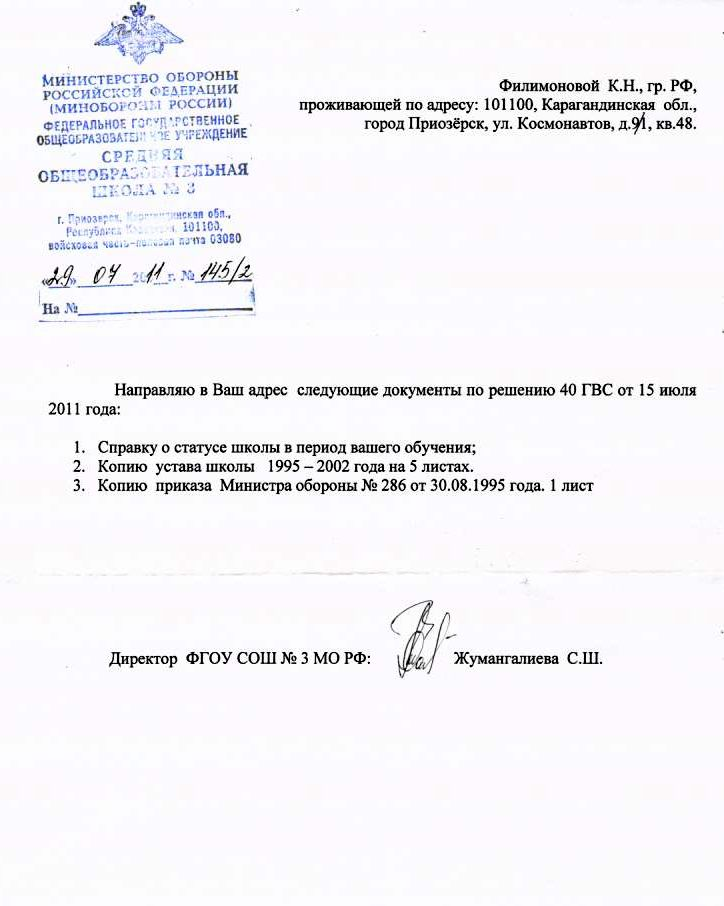 МИНИСТЕРСТВО ОБОРОНЫ
РОССИЙСКОЙ ФЕДЕРАЦИИ
(МИНОБОРОНЫ РОССИИ)
ФЕДЕРАЛЬНОЕ ГОСУДАРСТВЕННОЕ
ОБЩЕОБРАЗОВАТЕЛЬНОЕ УЧРЕЖДЕНИЕ
СРЕДНЯЯ
ОБЩЕОБРАЗОВАТЕЛЬНАЯ
ШКОЛА № 3
г. Приозерск, Карагандинская обл.,
Республика Казахстан, 101100,
войсковая часть-полевая почта 03080
«29» 07 2011 г. № 145/2
На №
Филимоновой К.Н., гр. РФ,
проживающей по адресу: 101100, Карагандинская обл.,
город Приозёрск, ул. Космонавтов, кв.48.
Направляю в Ваш адрес следующие документы по решению 40 ГВС от 15 июля
2011 года:
1. Справку о статусе школы в период вашего обучения;
2. Копию устава школы 1995 – 2002 года на 5 листах.
3. Копию приказа Министра обороны № 286 от 30.08.1995 года. 1 лист
Директор ФГОУ СОШ № 3 МО РФ: Жумангалиева С.Ш.